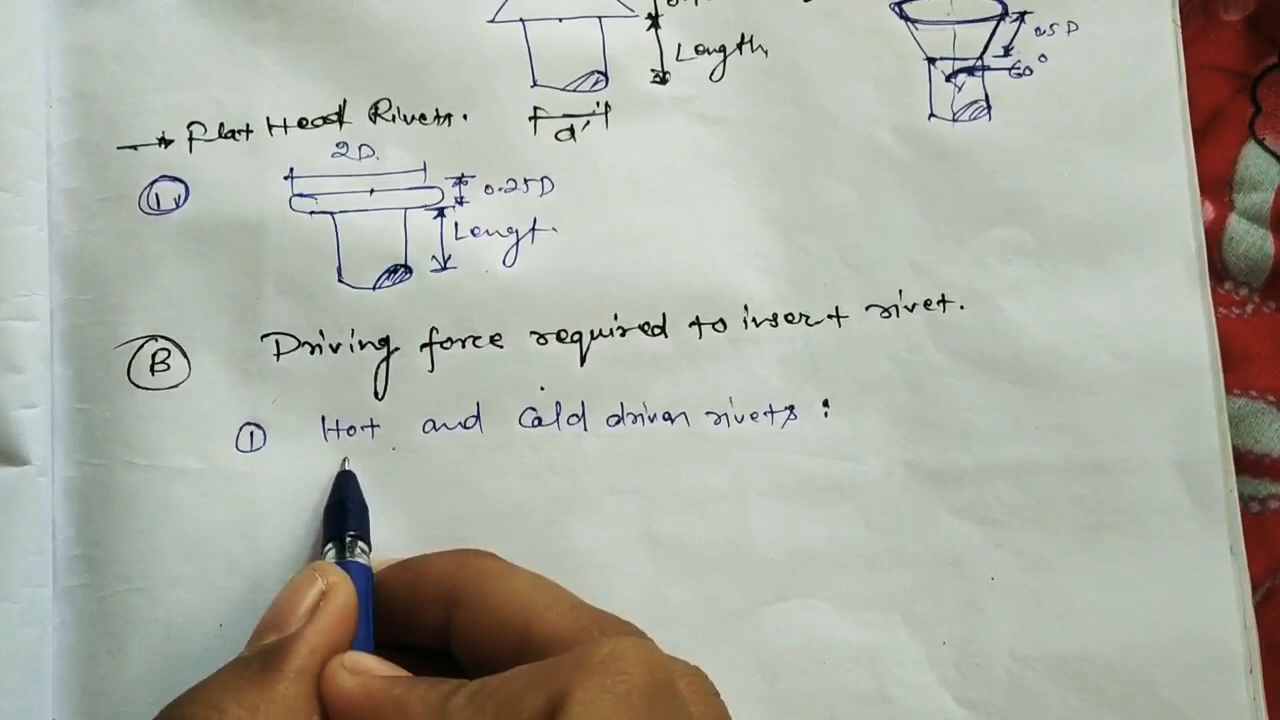 Length
0.5D
60°
→ Flat Head Rivets.
'd'
2D.
iv
0.25D
Lengt.
B Driving force required to insert rivet.
1 Hot and Cold driven rivets :